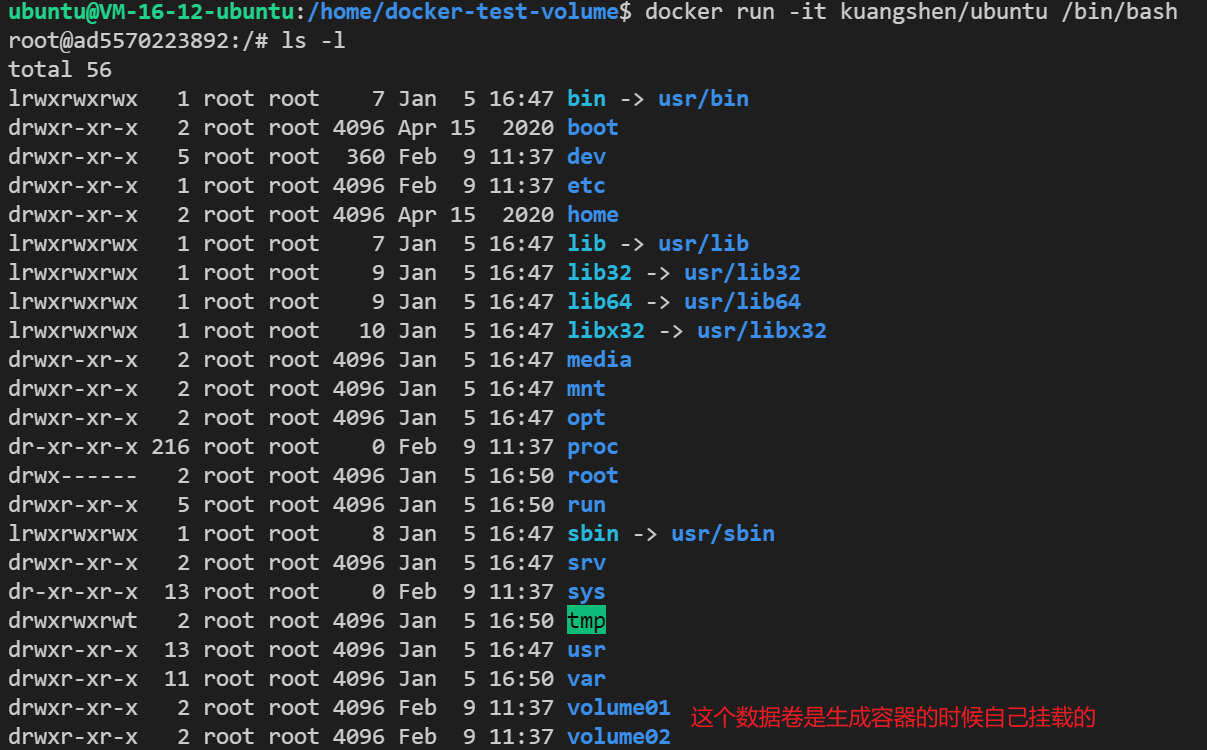 ubuntu@VM-16-12-ubuntu:/home/docker-test-volume$ docker run -it kuangshen/ubuntu /bin/bash
root@ad5570223892:/# ls -l
total 56
lrwxrwxrwx   1 root root    7 Jan  5 16:47 bin -> usr/bin
drwxr-xr-x   2 root root 4096 Apr 15  2020 boot
drwxr-xr-x   5 root root  360 Feb  9 11:37 dev
drwxr-xr-x   1 root root 4096 Feb  9 11:37 etc
drwxr-xr-x   2 root root 4096 Apr 15  2020 home
lrwxrwxrwx   1 root root    7 Jan  5 16:47 lib -> usr/lib
lrwxrwxrwx   1 root root    9 Jan  5 16:47 lib32 -> usr/lib32
lrwxrwxrwx   1 root root    9 Jan  5 16:47 lib64 -> usr/lib64
lrwxrwxrwx   1 root root   10 Jan  5 16:47 libx32 -> usr/libx32
drwxr-xr-x   2 root root 4096 Jan  5 16:47 media
drwxr-xr-x   2 root root 4096 Jan  5 16:47 mnt
drwxr-xr-x   2 root root 4096 Jan  5 16:47 opt
dr-xr-xr-x 216 root root    0 Feb  9 11:37 proc
drwx------   2 root root 4096 Jan  5 16:50 root
drwxr-xr-x   5 root root 4096 Jan  5 16:50 run
lrwxrwxrwx   1 root root    8 Jan  5 16:47 sbin -> usr/sbin
drwxr-xr-x   2 root root 4096 Jan  5 16:47 srv
dr-xr-xr-x  13 root root    0 Feb  9 11:37 sys
drwxrwxrwt   2 root root 4096 Jan  5 16:50 tmp
drwxr-xr-x  13 root root 4096 Jan  5 16:47 usr
drwxr-xr-x  11 root root 4096 Jan  5 16:50 var
drwxr-xr-x   2 root root 4096 Feb  9 11:37 volume01 这个数据卷是生成容器的时候自己挂载的
drwxr-xr-x   2 root root 4096 Feb  9 11:37 volume02